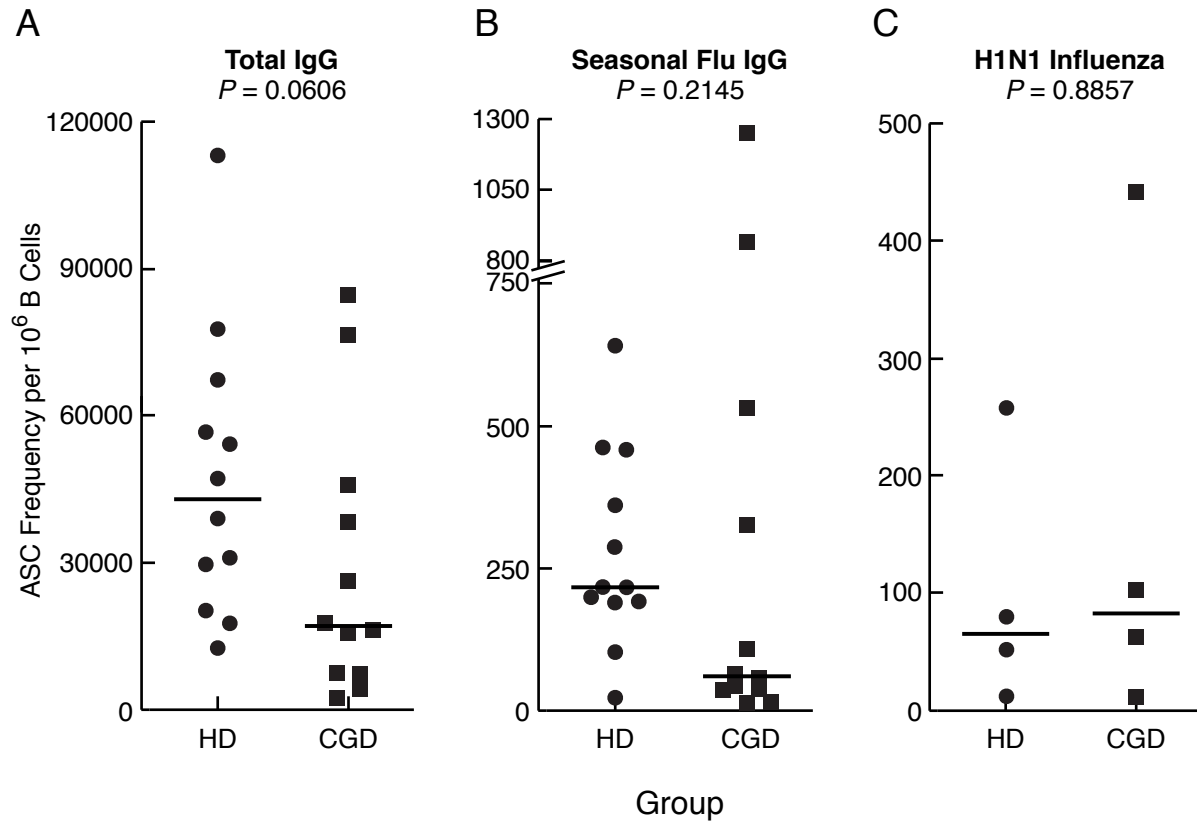 A
Total IgG
P = 0.0606
120000
90000
60000
30000
0
ASC Frequency per 10⁶ B Cells
HD
CGD
B
Seasonal Flu IgG
P = 0.2145
1300
1050
800
750
500
250
0
HD
CGD
C
H1N1 Influenza
P = 0.8857
500
400
300
200
100
0
HD
CGD
Group